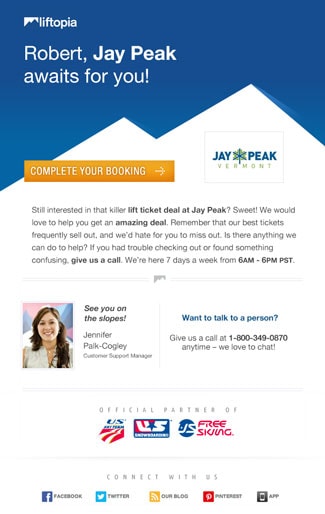 liftopia
Robert, Jay Peak
awaits for you!
JAY PEAK
VERMONT
COMPLETE YOUR BOOKING
Still interested in that killer lift ticket deal at Jay Peak? Sweet! We would
love to help you get an amazing deal. Remember that our best tickets
frequently sell out, and we'd hate for you to miss out. Is there anything we
can do to help? If you had trouble checking out or found something
confusing, give us a call. We're here 7 days a week from 6AM - 6PM PST.
See you on
the slopes!
Jennifer
Palk-Cogley
Customer Support Manager
Want to talk to a person?
Give us a call at 1-800-349-0870
anytime – we love to chat!
OFFICIAL PARTNER OF
US SKI TEAM
US SNOWBOARDING
US FREE SKIING
CONNECT WITH US
FACEBOOK
TWITTER
OUR BLOG
PINTEREST
APP